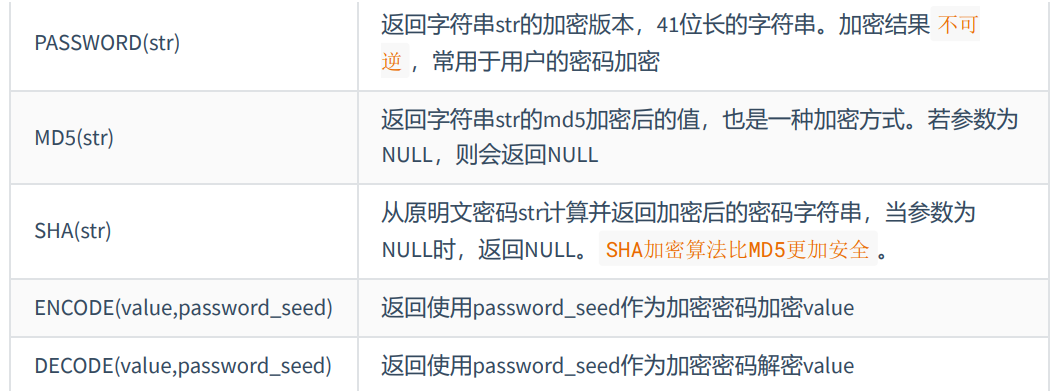 PASSWORD(str)
返回字符串str的加密版本，41位长的字符串。加密结果 不可
逆 ，常用于用户的密码加密
MD5(str)
返回字符串str的md5加密后的值，也是一种加密方式。若参数为
NULL，则会返回NULL
SHA(str)
从原明文密码str计算并返回加密后的密码字符串，当参数为
NULL时，返回NULL。 SHA加密算法比MD5更加安全 。
ENCODE(value,password_seed)
返回使用password_seed作为加密密码加密value
DECODE(value,password_seed)
返回使用password_seed作为加密密码解密value